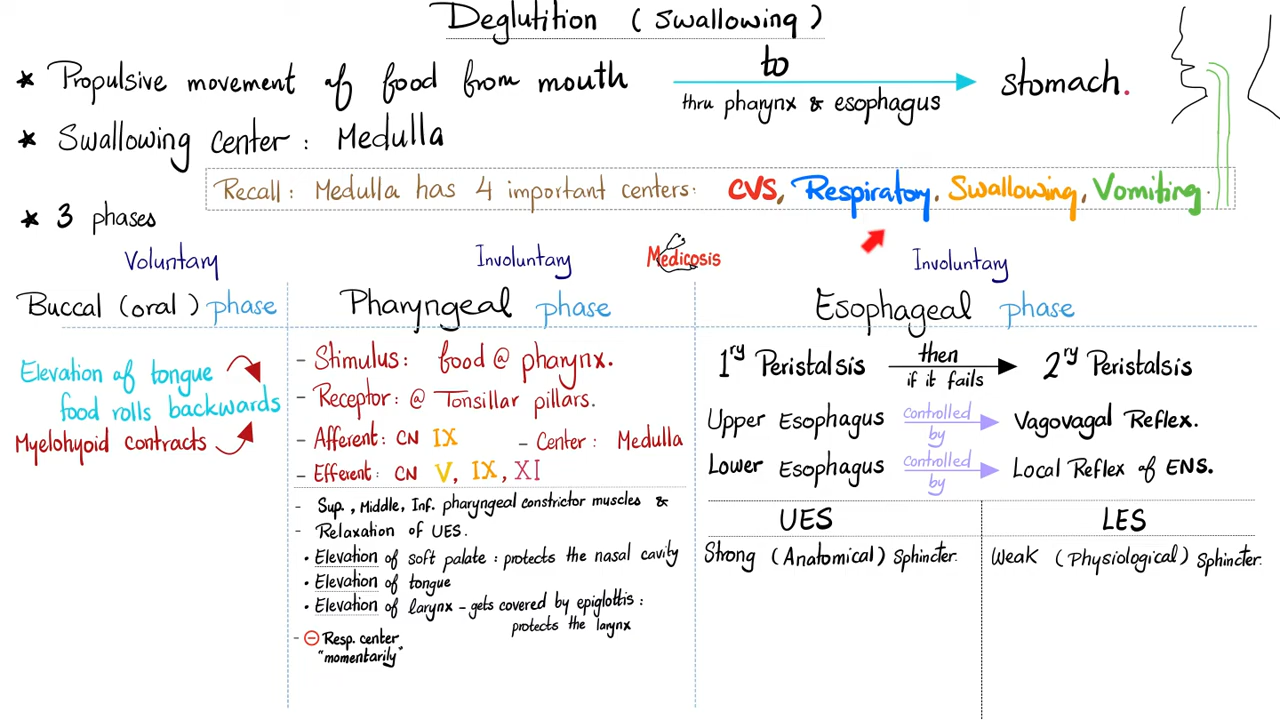 Deglutition (Swallowing)
★ Propulsive movement of food from mouth to stomach.
thru pharynx & esophagus
★ Swallowing center: Medulla
Recall: Medulla has 4 important centers: CVS, Respiratory, Swallowing, Vomiting.
★ 3 phases
Voluntary
Buccal (oral) phase
Elevation of tongue
food rolls backwards
Myelohyoid contracts
Involuntary
Medicosis
Pharyngeal phase
- Stimulus: food @ pharynx.
- Receptor: @ Tonsillar pillars.
- Afferent: CN IX - Center: Medulla
- Efferent: CN V, IX, XI
- Sup., Middle, Inf. pharyngeal constrictor muscles &
- Relaxation of UES.
• Elevation of soft palate: protects the nasal cavity
• Elevation of tongue
• Elevation of larynx - gets covered by epiglottis:
protects the larynx
- ⊖ Resp. center
"momentarily"
Involuntary
Esophageal phase
1ry Peristalsis then if it fails 2ry Peristalsis
Upper Esophagus controlled by Vagovagal Reflex.
Lower Esophagus controlled by Local Reflex of ENS.
UES
Strong (Anatomical) Sphincter.
LES
Weak (Physiological) Sphincter.